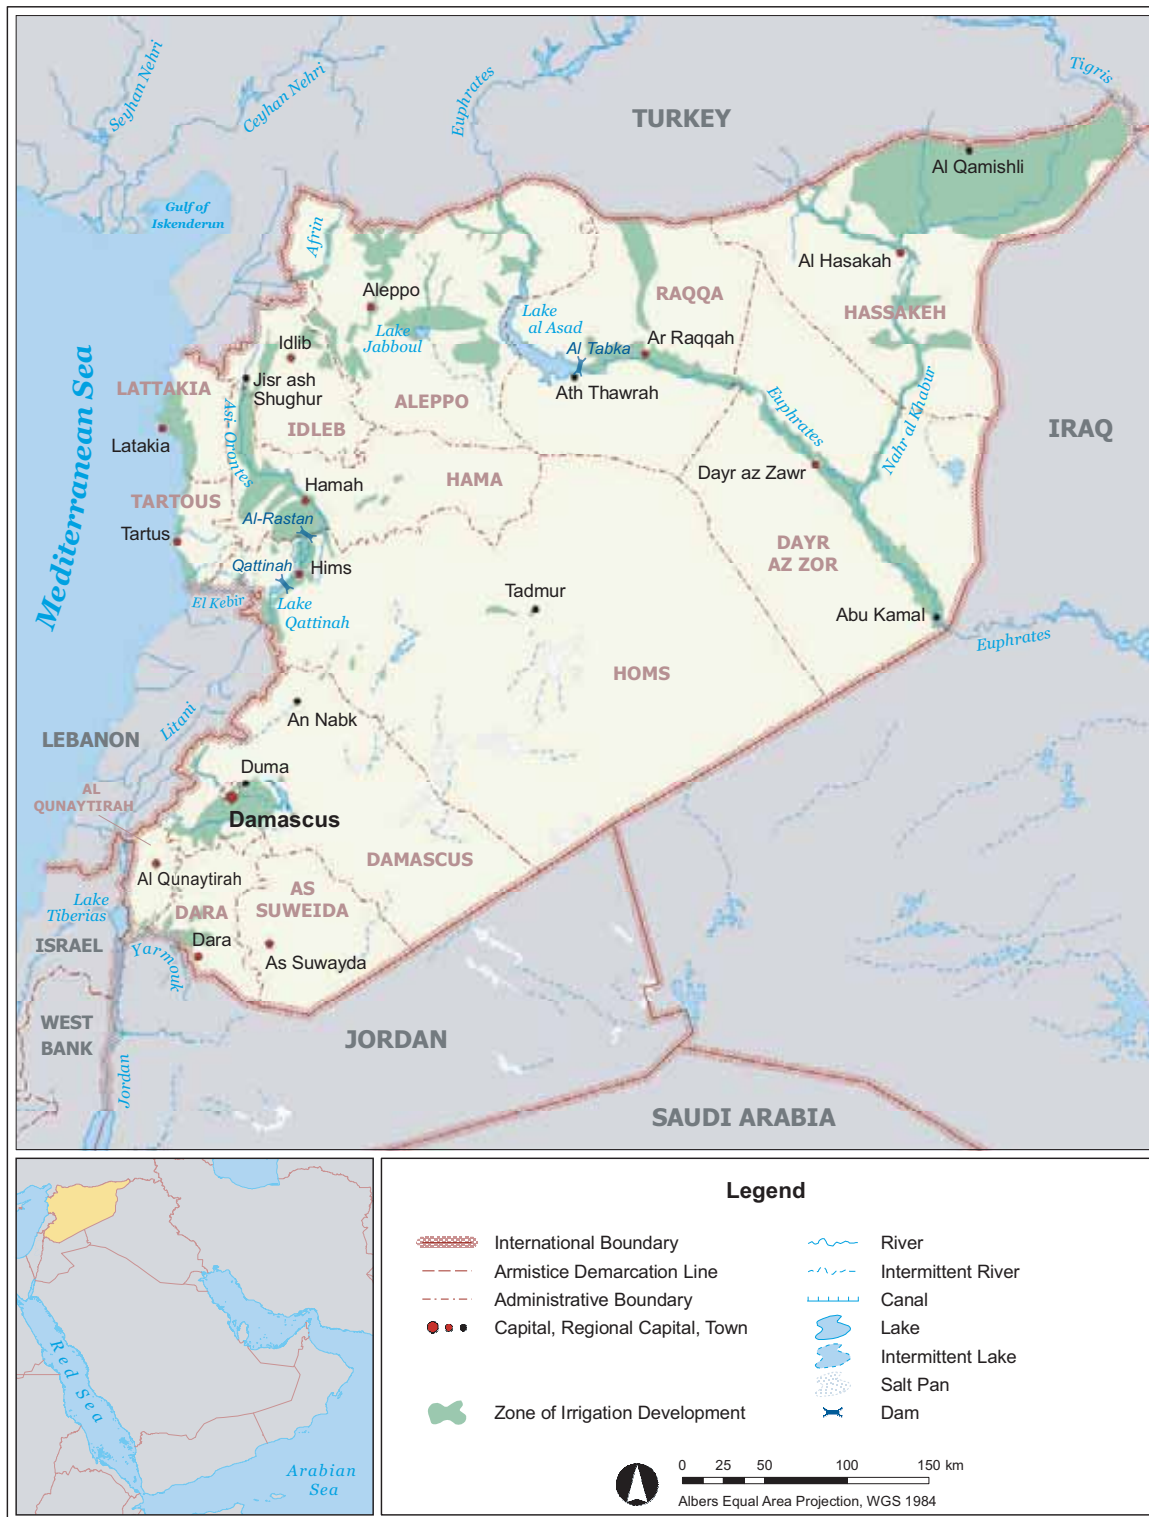 Seyhan Nehri
Ceyhan Nehri
Euphrates
TURKEY
Tigris
Al Qamishli
Gulf of
Iskenderun
Afrin
Al Hasakah
Aleppo
RAQQA
HASSAKEH
Lake
al Asad
Lake
Jabboul
Idlib
Al Tabka
Ar Raqqah
Mediterranean Sea
LATTAKIA
Jisr ash
Shughur
Ath Thawrah
ALEPPO
Euphrates
IDLEB
Asi-Orontes
IRAQ
Latakia
Nahr al Khabur
Dayr az Zawr
HAMA
Hamah
TARTOUS
Al-Rastan
Tartus
DAYR
AZ ZOR
Qattinah
Hims
El Kebir
Lake
Qattinah
Tadmur
Abu Kamal
Euphrates
HOMS
Litani
An Nabk
LEBANON
Duma
AL
QUNAYTIRAH
Damascus
DAMASCUS
Al Qunaytirah
AS
SUWEIDA
Lake
Tiberias
DARA
ISRAEL
Dara
Yarmouk
As Suwayda
WEST
BANK
JORDAN
Jordan
SAUDI ARABIA
Red Sea
Arabian
Sea
Legend
International Boundary
Armistice Demarcation Line
Administrative Boundary
Capital, Regional Capital, Town
Zone of Irrigation Development
River
Intermittent River
Canal
Lake
Intermittent Lake
Salt Pan
Dam
0 25 50 100 150 km
Albers Equal Area Projection, WGS 1984